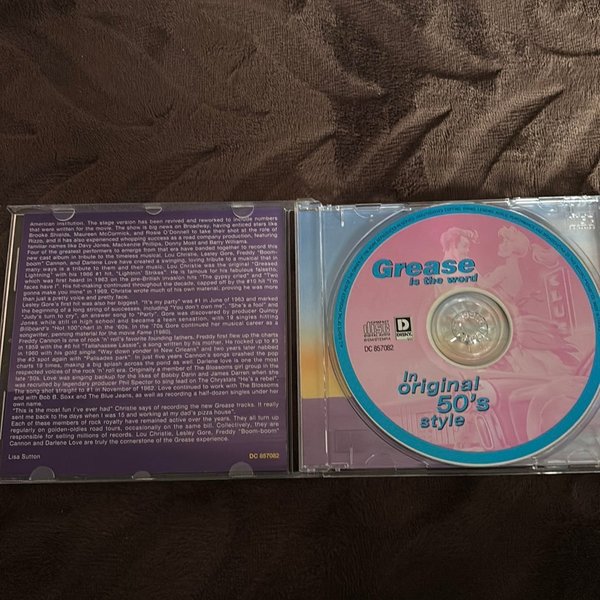 American institution. The stage version has been revived and reworked to include numbers
that were written for the movie. The show is big news on Broadway, having enticed stars like
Brooke Shields, Maureen McCormick, and Rosie O'Donnell to take their shot at the role of
Rizzo, and it has also experienced whopping success as a road company production, featuring
familiar names like Davy Jones, Mackenzie Phillips, Donny Most and Barry Williams.
Four of the greatest performers to emerge from that era have banded together to record this
new cast album in tribute to the timeless musical. Lou Christie, Lesley Gore, Freddy "Boom-
boom" Cannon, and Darlene Love have created a swinging, loving tribute to a musical that in
many ways is a tribute to them and their music. Lou Christie was the original "Greased
Lightning" with his 1966 #1 hit, "Lightnin' Strikes". He is famous for his fabulous falsetto,
which was first heard in 1963 on the pre-British invasion hits "The gypsy cried" and "Two
faces have I". His hit-making continued throughout the decade, capped off by the #10 hit "I'm
gonna make you mine" in 1969. Christie wrote much of his own material, proving he was more
than just a pretty voice and pretty face.
Lesley Gore's first hit was also her biggest. "It's my party" was #1 in June of 1963 and marked
the beginning of a long string of successes, including "You don't own me", "She's a fool" and
"Judy's turn to cry", an answer song to "Party". Gore was discovered by producer Quincy
Jones while still in high school and became a teen sensation, with 19 singles hitting
Billboard's "Hot 100"chart in the '60s. In the '70s Gore continued her musical career as a
songwriter, penning material for the movie Fame (1980).
Freddy Cannon is one of rock 'n' roll's favorite founding fathers. Freddy first flew up the charts
in 1959 with the #6 hit "Tallahassee Lassie", a song written by his mother. He rocked up to #3
in 1960 with his gold single "Way down yonder in New Orleans" and two years later nabbed
the #3 spot again with "Palisades park". In just five years Cannon's songs crashed the pop
charts 19 times, making a big splash across the pond as well. Darlene love is one the most
respected voices of the rock 'n' roll era. Originally a member of The Blossoms girl group in the
late '50s, Love was singing backup for the likes of Bobby Darin and James Darren when she
was recruited by legendary producer Phil Spector to sing lead on The Chrystals "He's a rebel".
The song shot straight to #1 in November of 1962. Love continued to work with The Blossoms
and with Bob B. Soxx and The Blue Jeans, as well as recording a half-dozen singles under her
own name.
"This is the most fun I've ever had" Christie says of recording the new Grease tracks. It really
sent me back to the days when I was 15 and working at my dad's pizza house".
Each of these members of rock royalty have remained active over the years. They all turn up
regularly on golden-oldies road tours, occasionally on the same bill. Collectively, they are
responsible for selling millions of records. Lou Christie, Lesley Gore, Freddy "Boom-boom"
Cannon and Darlene Love are truly the cornerstone of the Grease experience.
Lisa Sutton
DC 857082
Grease
is the word
COMPACT
disc
DIGITAL AUDIO
D
DISKY
DC 857082
in
original
50's
style